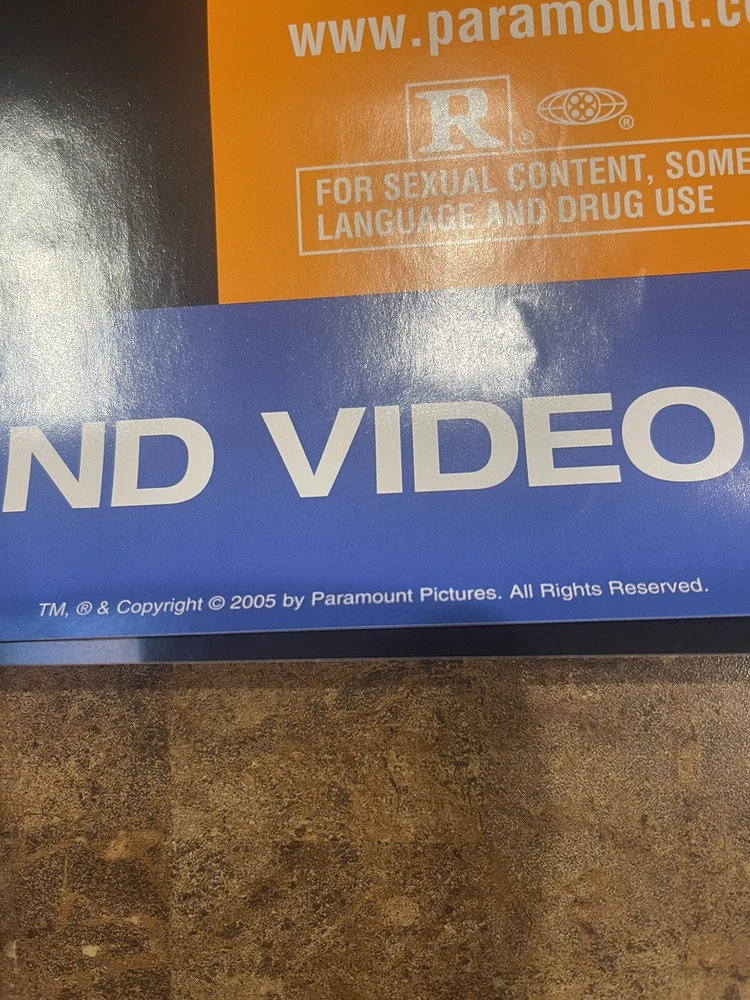 www.paramount.c
R ®
®
FOR SEXUAL CONTENT, SOME
LANGUAGE AND DRUG USE
ND VIDEO
TM, ® & Copyright © 2005 by Paramount Pictures. All Rights Reserved.